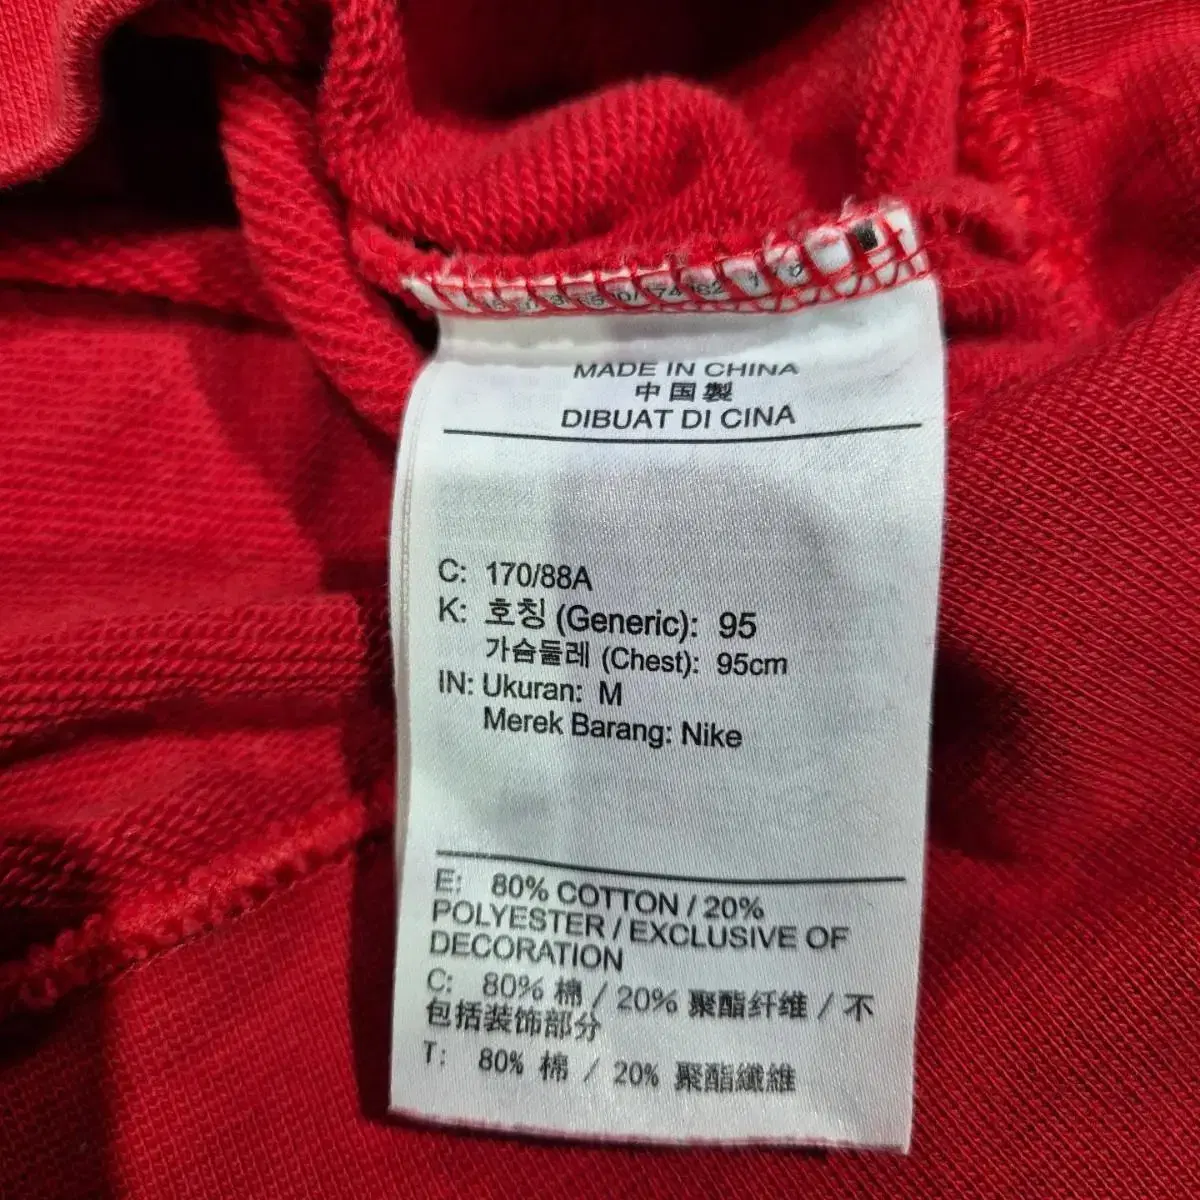 MADE IN CHINA
中国製
DIBUAT DI CINA
C: 170/88A
K: 호칭 (Generic): 95
가슴둘레 (Chest): 95cm
IN: Ukuran: M
Merek Barang: Nike
E: 80% COTTON / 20%
POLYESTER / EXCLUSIVE OF
DECORATION
C: 80% 棉 / 20% 聚酯纤维 / 不
包括装饰部分
T: 80% 棉 / 20% 聚酯纖維